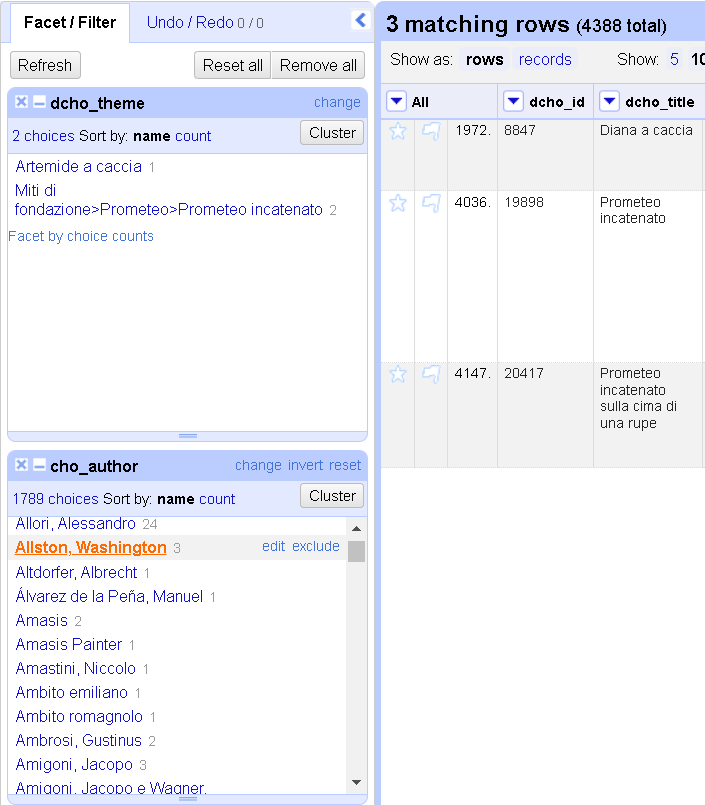 Facet / Filter
Undo / Redo 0 / 0
Refresh
Reset all
Remove all
dcho_theme
change
2 choices Sort by: name count
Cluster
Artemide a caccia 1
Miti di
fondazione>Prometeo>Prometeo incatenato 2
Facet by choice counts
cho_author
change invert reset
1789 choices Sort by: name count
Cluster
Allori, Alessandro 24
Allston, Washington 3
edit exclude
Altdorfer, Albrecht 1
Álvarez de la Peña, Manuel 1
Amasis 2
Amasis Painter 1
Amastini, Niccolo 1
Ambito emiliano 1
Ambito romagnolo 1
Ambrosi, Gustinus 2
Amigoni, Jacopo 3
Amigoni, Jacopo e Wagner,
3 matching rows (4388 total)
Show as: rows records
Show: 5 10
All
dcho_id
dcho_title
1972.
8847
Diana a caccia
4036.
19898
Prometeo
incatenato
4147.
20417
Prometeo
incatenato
sulla cima di
una rupe